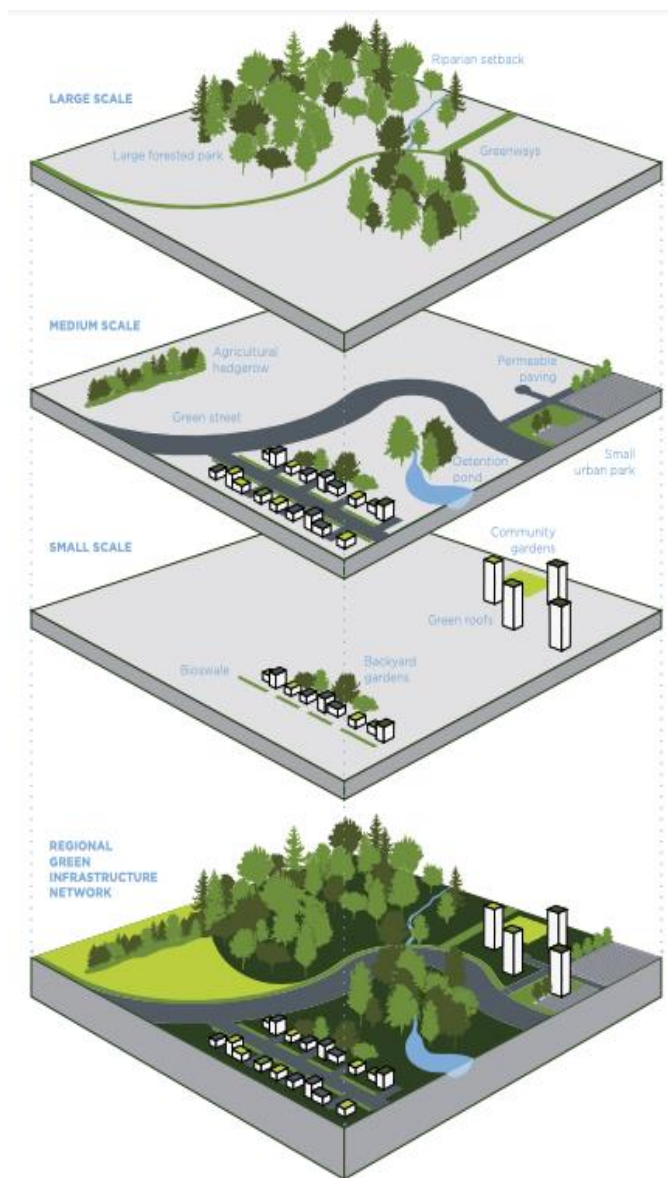 Riparian setback
LARGE SCALE
Large forested park
Greenways
MEDIUM SCALE
Agricultural
hedgerow
Permeable
paving
Green street
Detention
pond
Small
urban park
SMALL SCALE
Community
gardens
Green roofs
Bioswale
Backyard
gardens
REGIONAL
GREEN
INFRASTRUCTURE
NETWORK